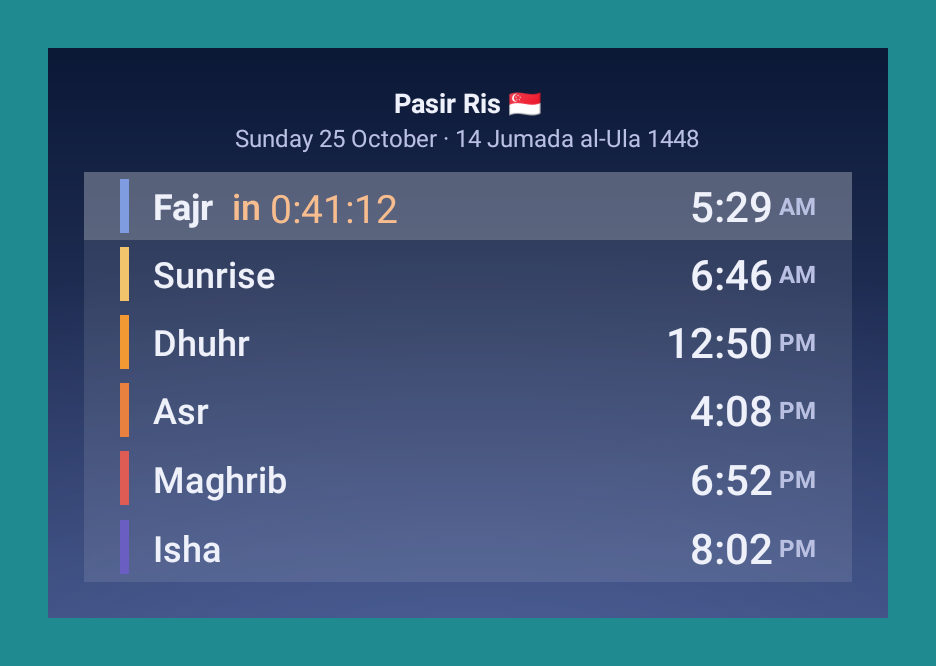 Pasir Ris 🇸🇬
Sunday 25 October · 14 Jumada al-Ula 1448
Fajr in 0:41:12 5:29 AM
Sunrise 6:46 AM
Dhuhr 12:50 PM
Asr 4:08 PM
Maghrib 6:52 PM
Isha 8:02 PM